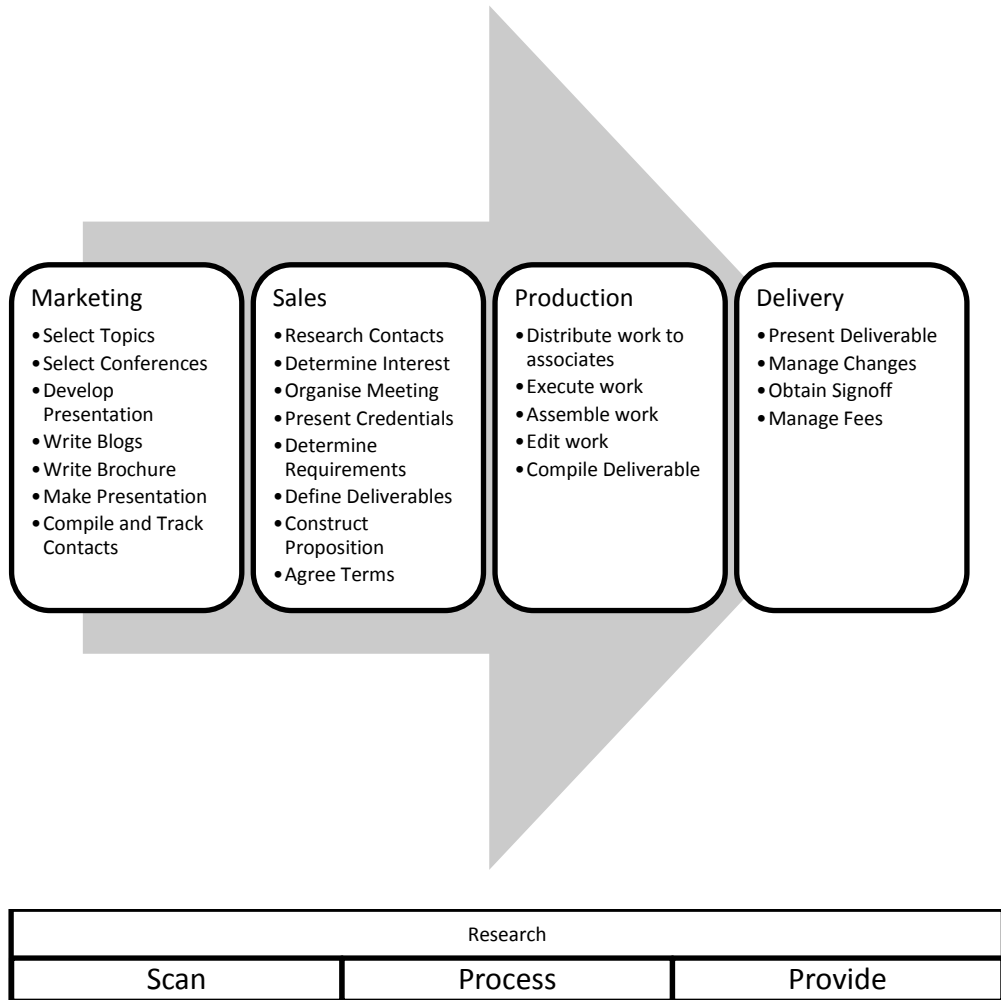 Marketing
•Select Topics
•Select Conferences
•Develop
Presentation
•Write Blogs
•Write Brochure
•Make Presentation
•Compile and Track
Contacts
Sales
•Research Contacts
•Determine Interest
•Organise Meeting
•Present Credentials
•Determine
Requirements
•Define Deliverables
•Construct
Proposition
•Agree Terms
Production
•Distribute work to
associates
•Execute work
•Assemble work
•Edit work
•Compile Deliverable
Delivery
•Present Deliverable
•Manage Changes
•Obtain Signoff
•Manage Fees
Research
Scan
Process
Provide